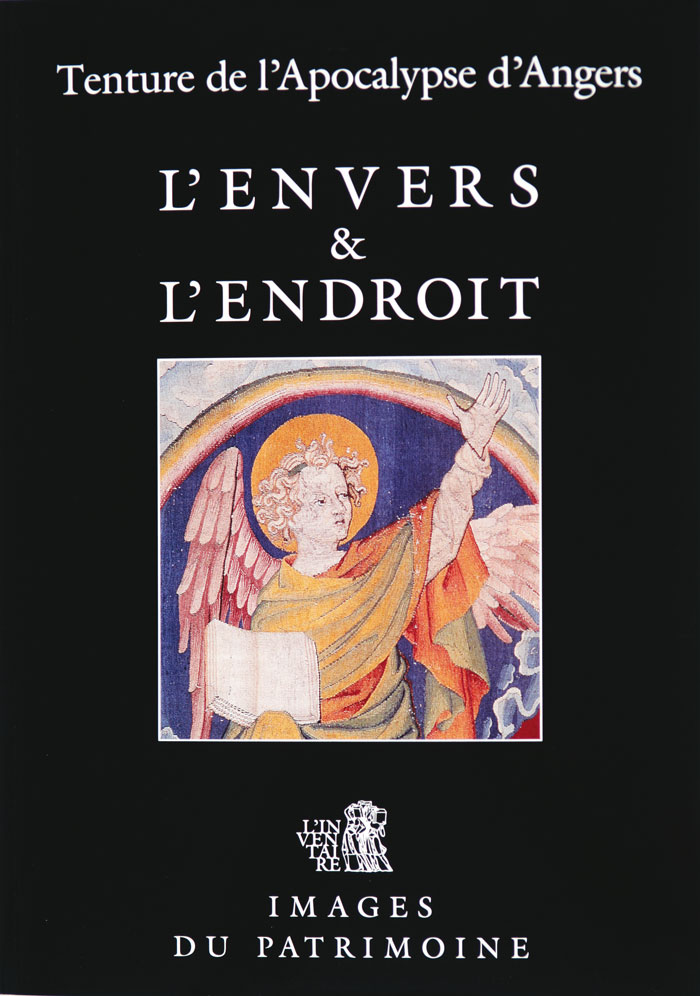 Tenture de l'Apocalypse d'Angers
L'ENVERS
&
L'ENDROIT
L'IN
VEN
TAI
RE
IMAGES
DU PATRIMOINE